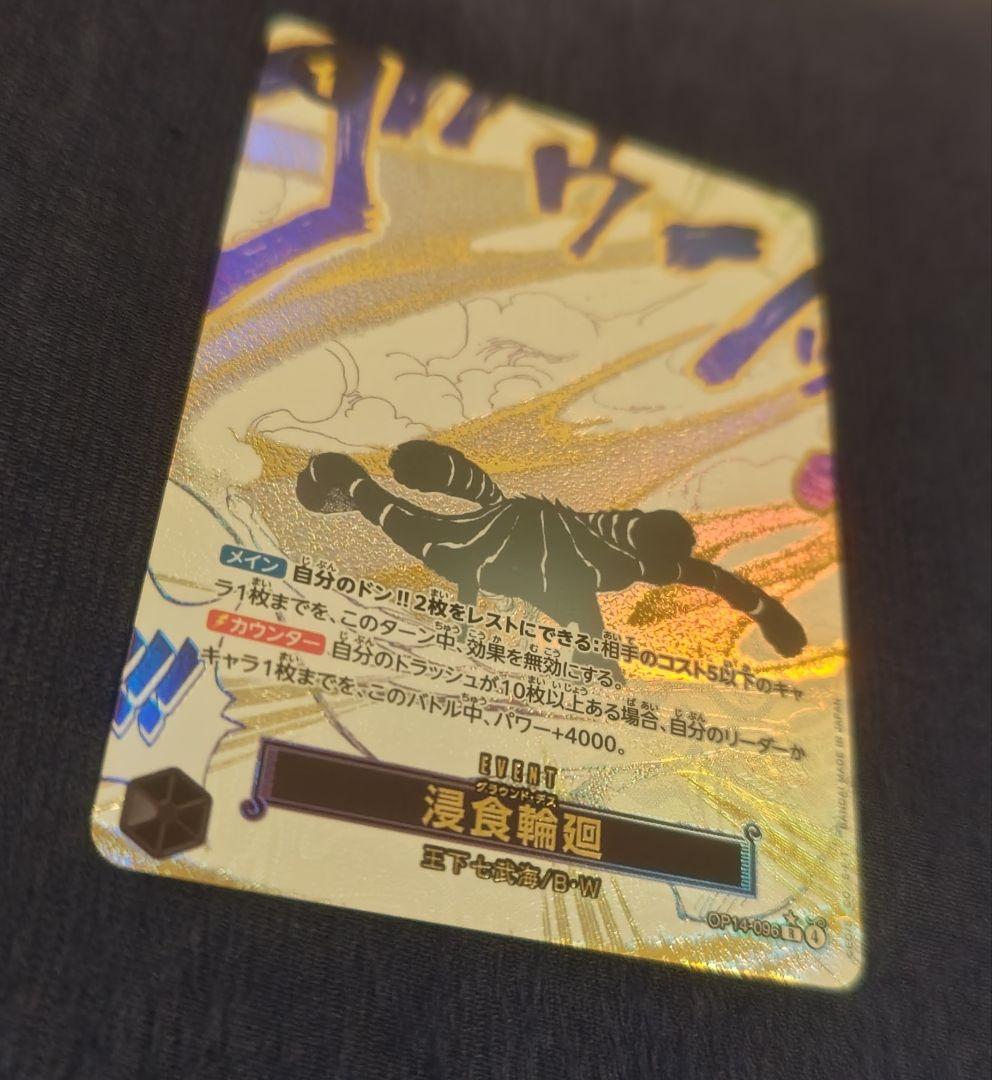 メイン 自分のドン!! 2枚をレストにできる:相手のコスト5以下のキャ
ラ1枚までを、このターン中、効果を無効にする。
カウンター 自分のトラッシュが10枚以上ある場合、自分のリーダーか
キャラ1枚までを、このバトル中、パワー+4000。
EVENT
グラウンド・デス
浸食輪廻
王下七武海/B・W
OP14-096 R 4
BANDAI MADE IN JAPAN